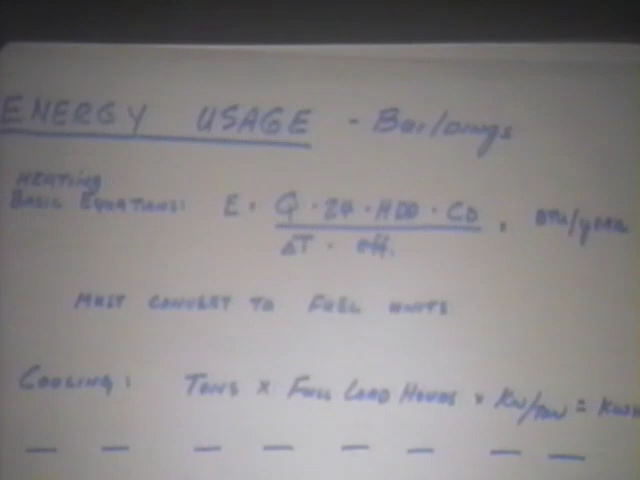 ENERGY USAGE - Buildings
HEATING
BASIC EQUATIONS: E = Q · 24 · HDD · CD = BTU/YEAR
ΔT · eff.
MUST CONVERT TO FUEL UNITS
COOLING: TONS x FULL LOAD HOURS x KW/TON = KWH